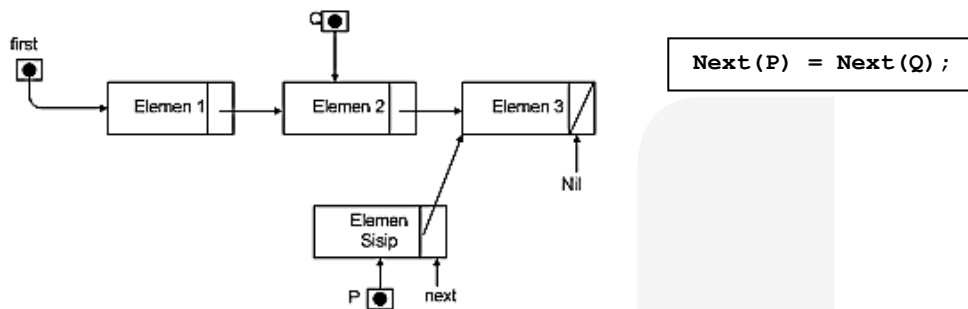 Q
first
Next(P) = Next(Q);
Elemen 1
Elemen 2
Elemen 3
Nil
Elemen
Sisip
P
next